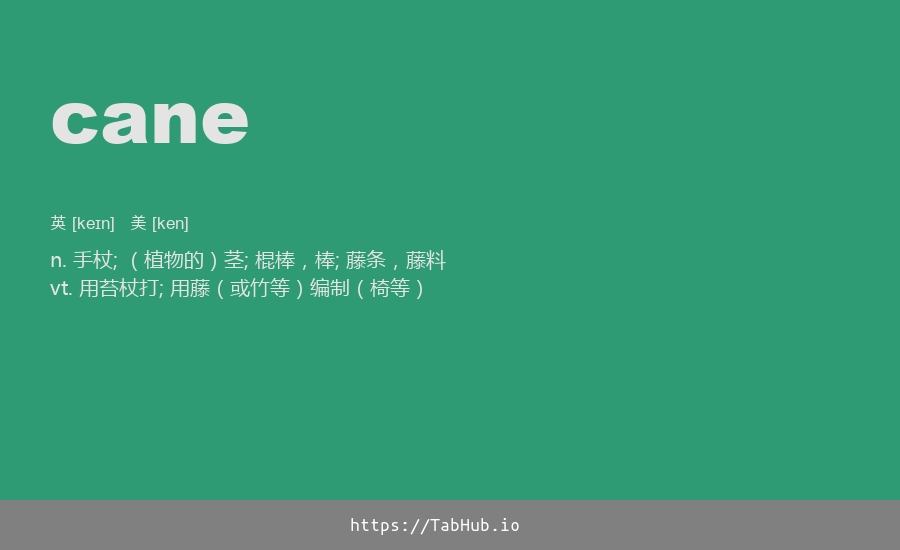 cane
英 [keɪn] 美 [ken]
n. 手杖; （植物的）茎; 棍棒，棒; 藤条，藤料
vt. 用苔杖打; 用藤（或竹等）编制（椅等）
https://TabHub.io